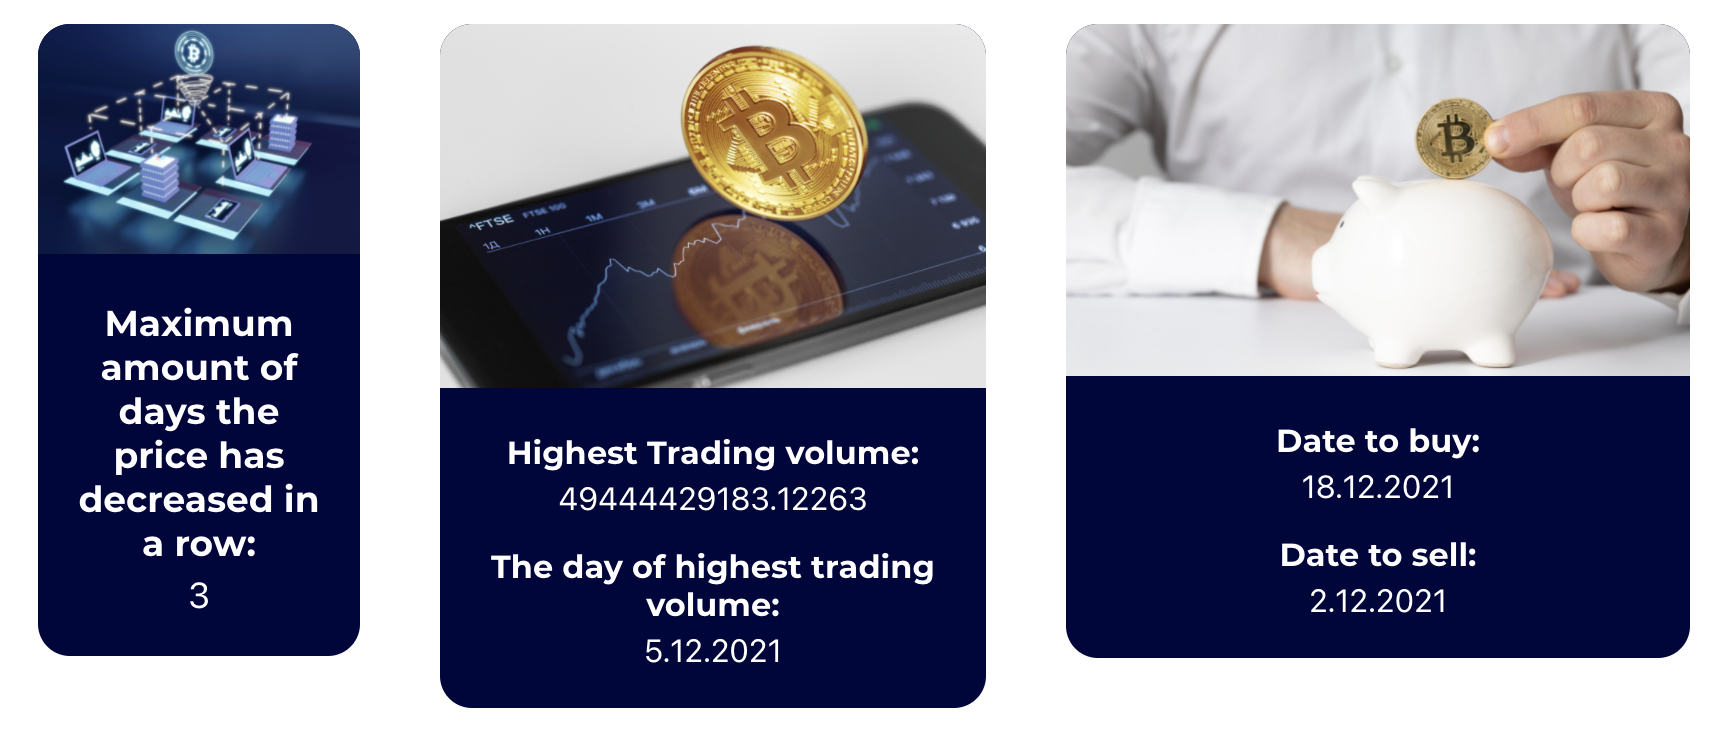 Maximum
amount of
days the
price has
decreased in
a row:
3
^FTSE FTSE 100
1Д 1H 1M 3M
Highest Trading volume:
49444429183.12263
The day of highest trading
volume:
5.12.2021
Date to buy:
18.12.2021
Date to sell:
2.12.2021